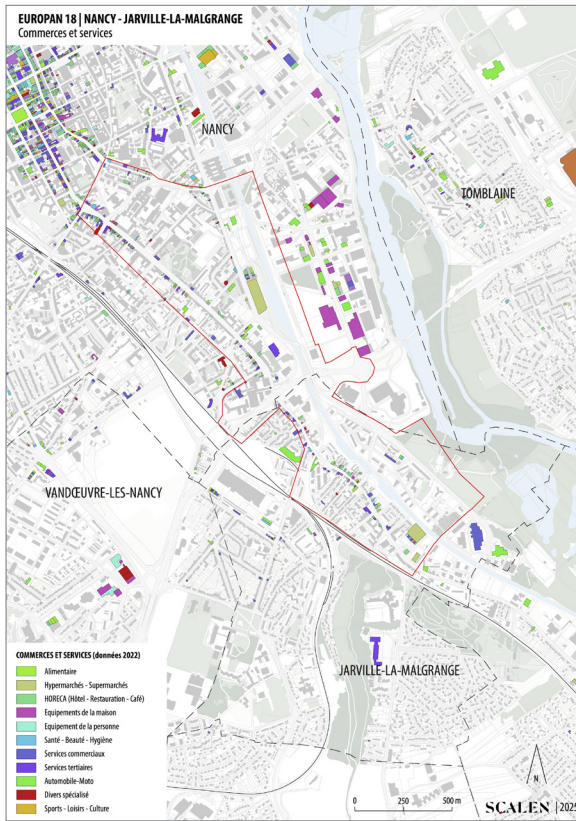 EUROPAN 18 | NANCY - JARVILLE-LA-MALGRANGE
Commerces et services
NANCY
TOMBLAINE
VANDŒUVRE-LES-NANCY
JARVILLE-LA-MALGRANGE
COMMERCES ET SERVICES (données 2022)
Alimentaire
Hypermarchés - Supermarchés
HORECA (Hôtel - Restauration - Café)
Equipements de la maison
Equipement de la personne
Santé - Beauté - Hygiène
Services commerciaux
Services tertiaires
Automobile-Moto
Divers spécialisé
Sports - Loisirs - Culture
0 250 500 m
N
SCALEN | 2025